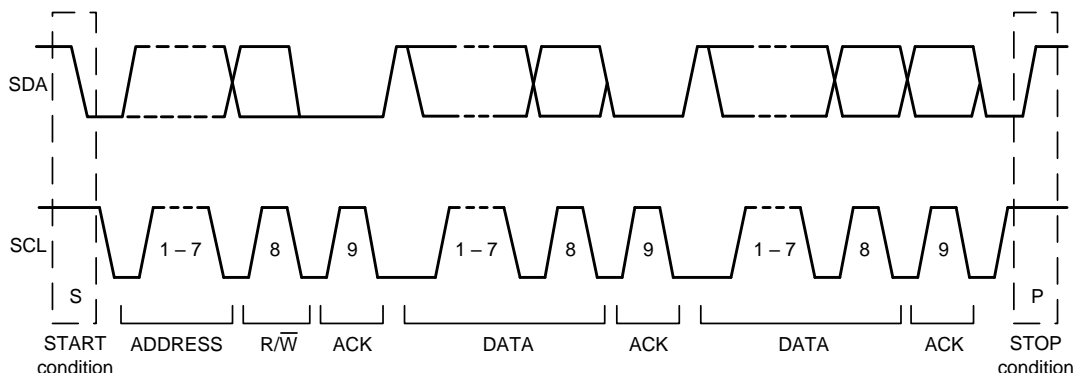 SDA
SCL
1 – 7 8 9 1 – 7 8 9 1 – 7 8 9
S P
START condition ADDRESS R/W̅ ACK DATA ACK DATA ACK STOP condition